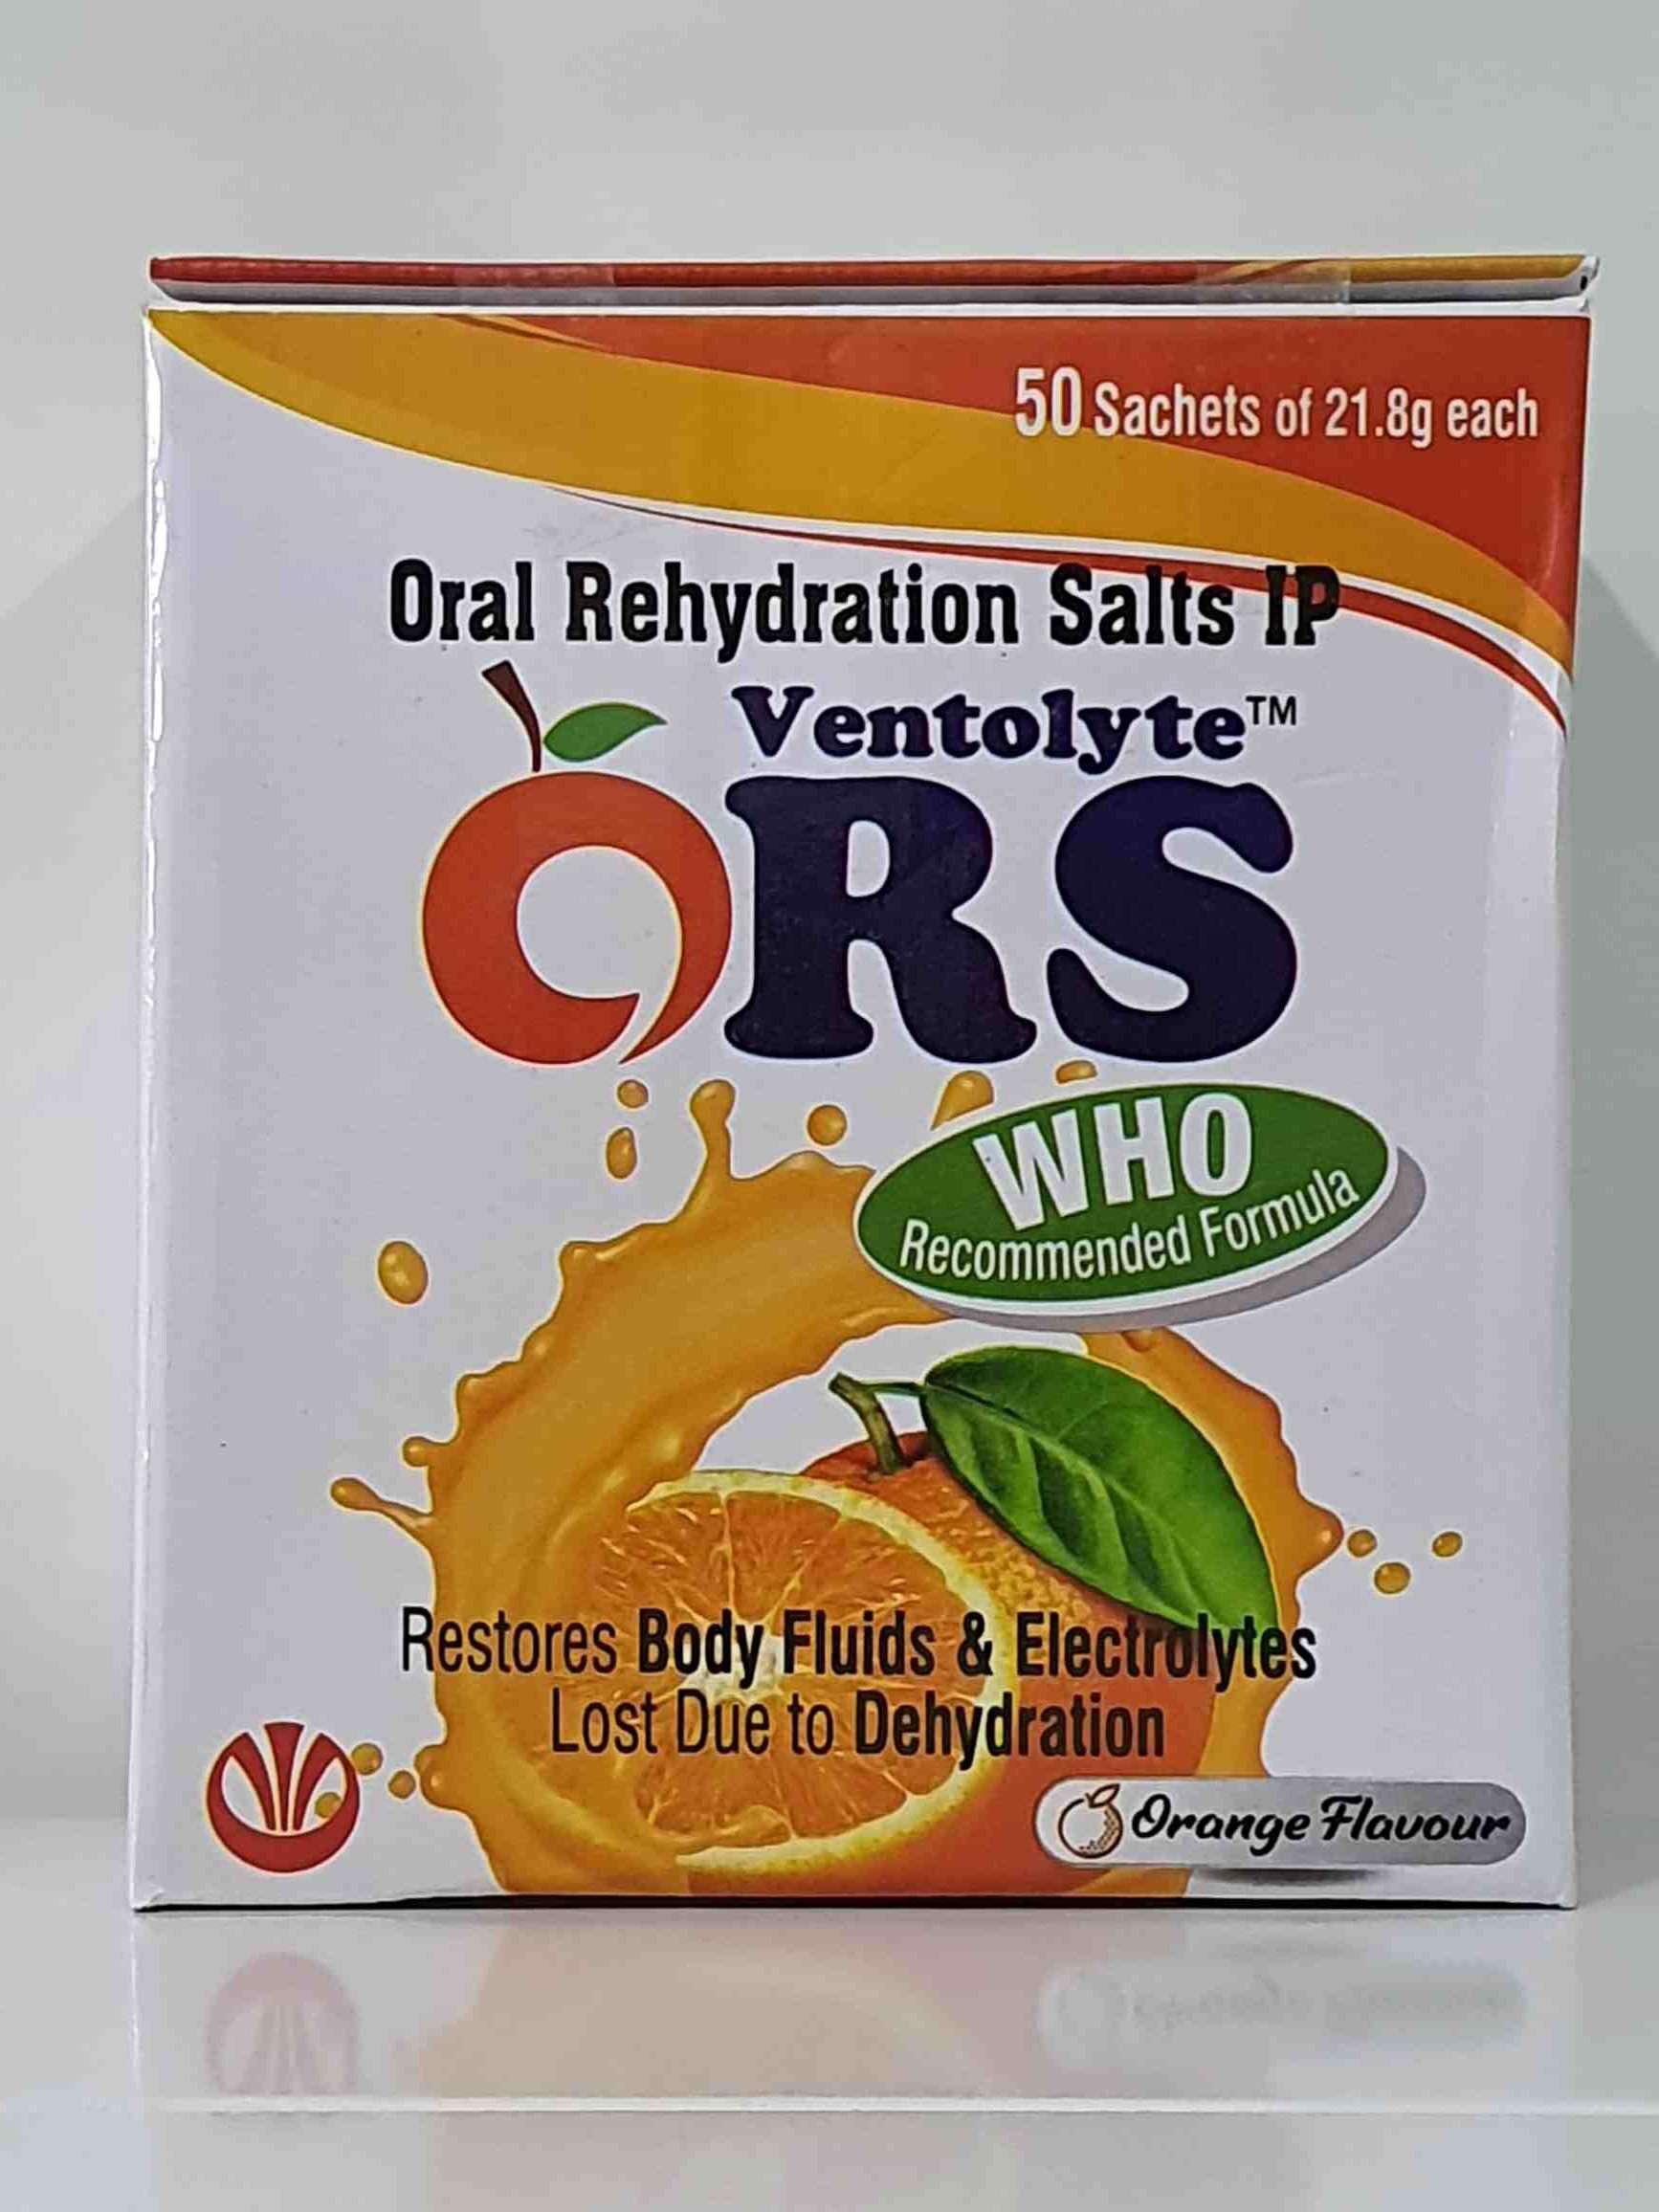 50 Sachets of 21.8g each
Oral Rehydration Salts IP
Ventolyte™
ORS
WHO
Recommended Formula
Restores Body Fluids & Electrolytes
Lost Due to Dehydration
Orange Flavour